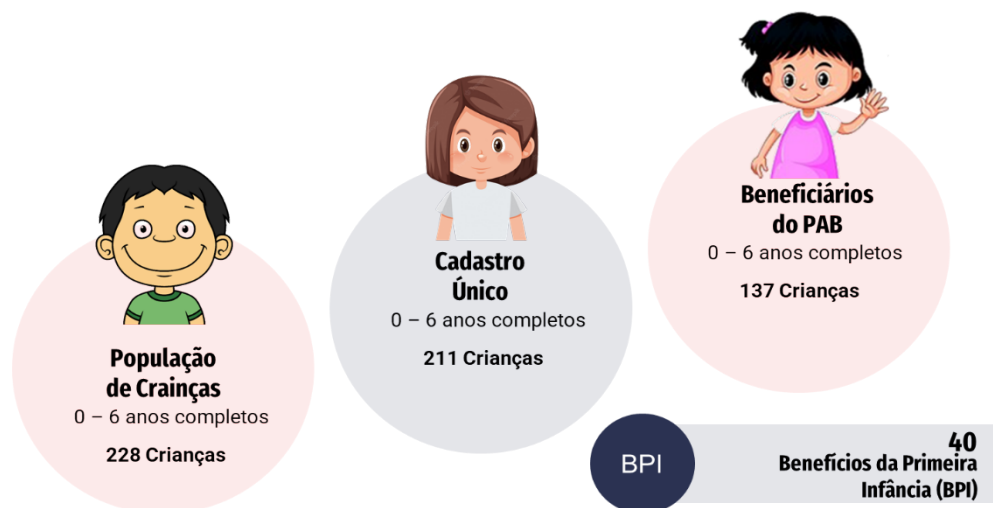 População
de Crainças
0 – 6 anos completos
228 Crianças
Cadastro
Único
0 – 6 anos completos
211 Crianças
Beneficiários
do PAB
0 – 6 anos completos
137 Crianças
BPI
40
Benefícios da Primeira
Infância (BPI)